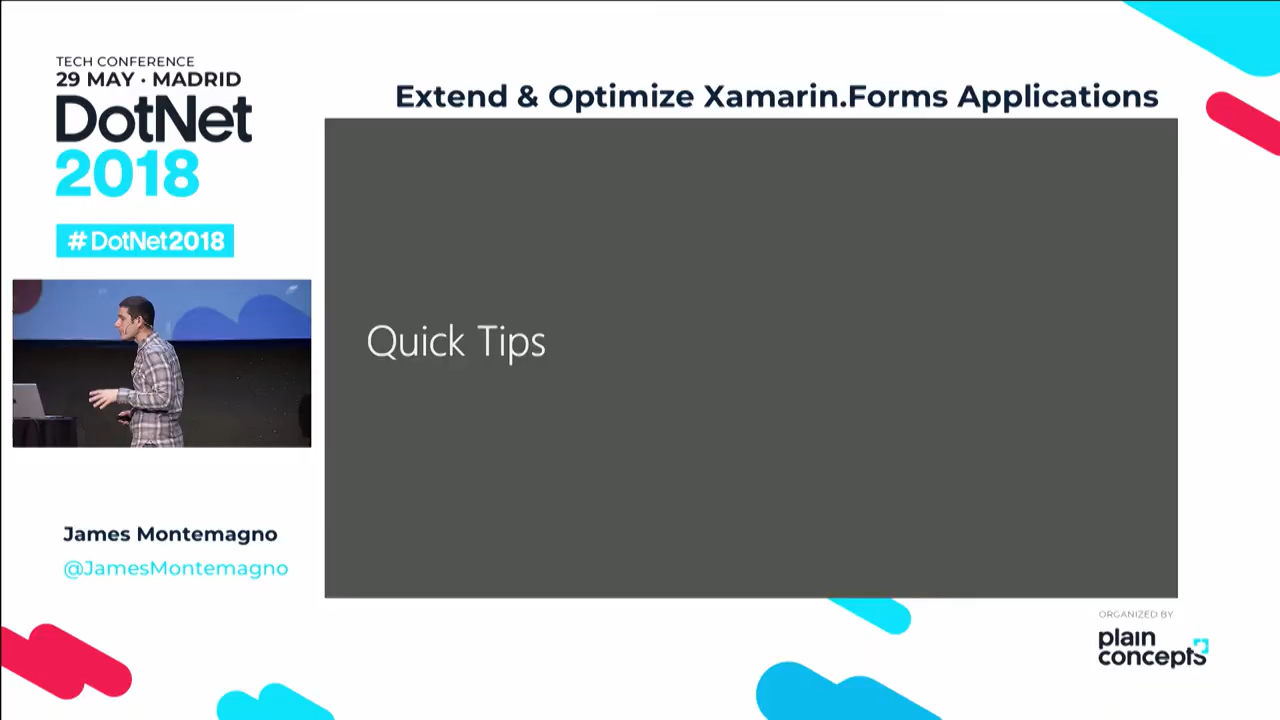 TECH CONFERENCE
29 MAY · MADRID
DotNet
2018
#DotNet2018
Extend & Optimize Xamarin.Forms Applications
Quick Tips
James Montemagno
@JamesMontemagno
ORGANIZED BY
plain
concepts